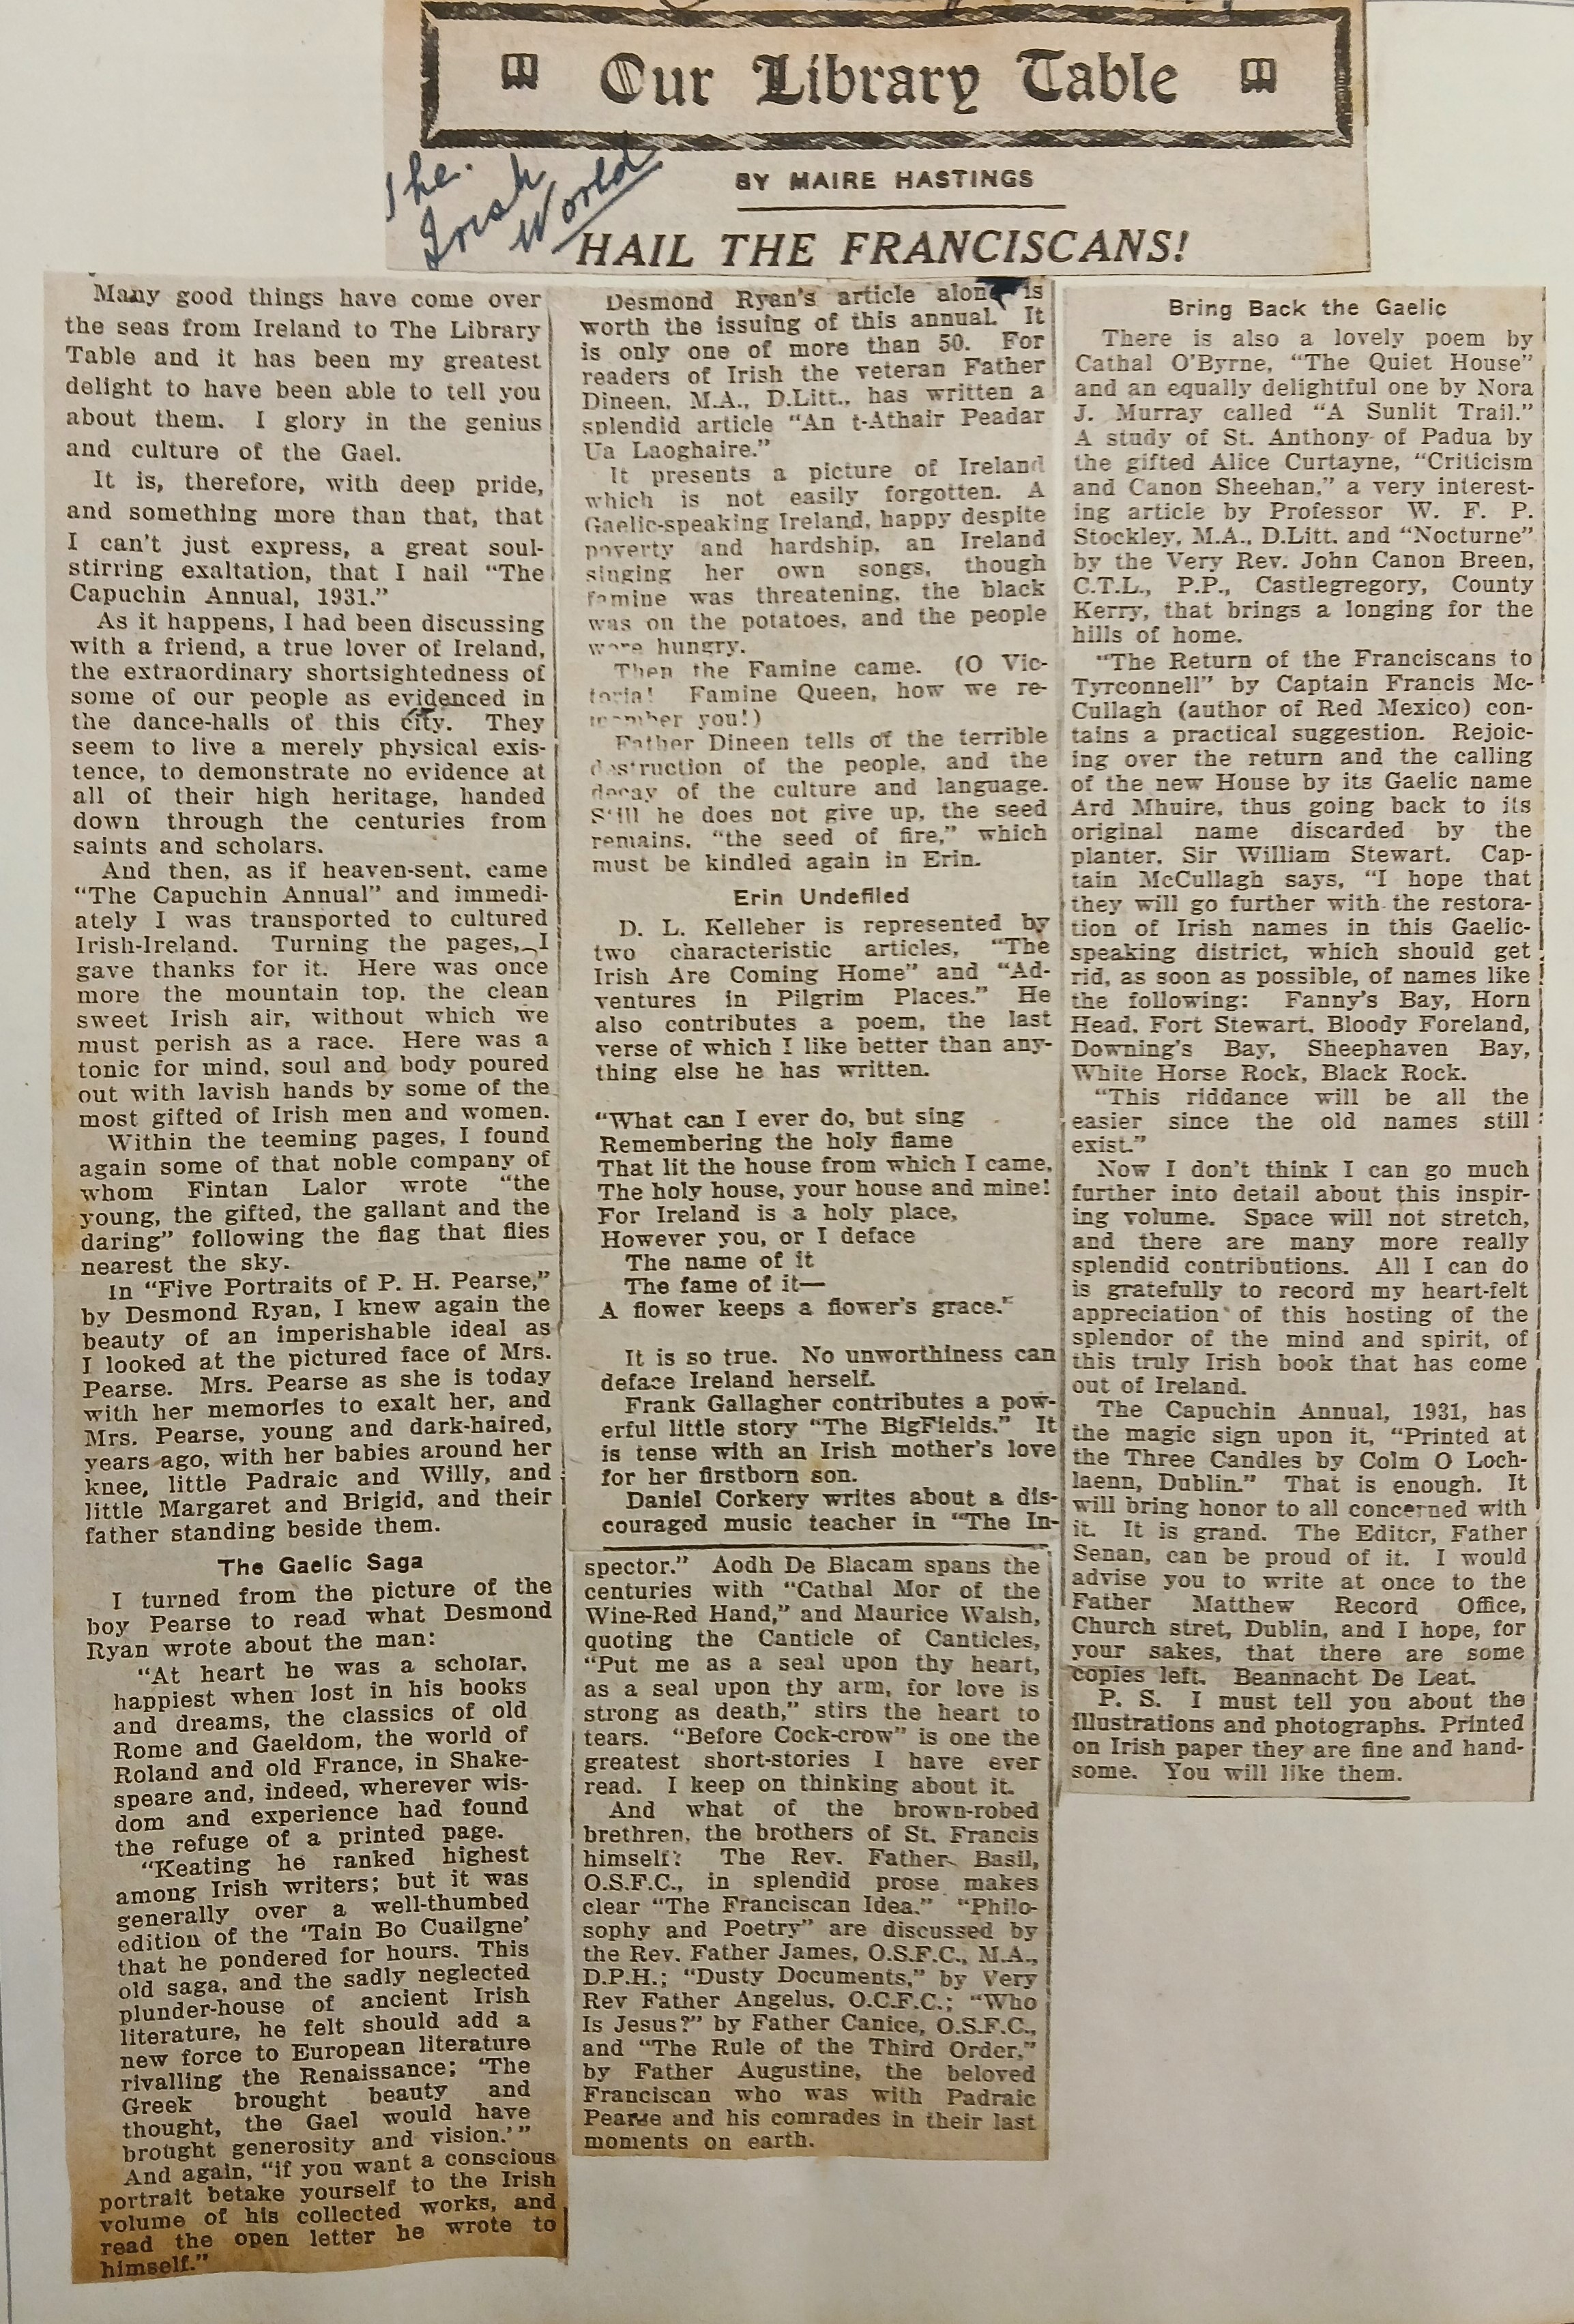 Our Library Table
The Irish World
BY MAIRE HASTINGS
HAIL THE FRANCISCANS!
Many good things have come over
the seas from Ireland to The Library
Table and it has been my greatest
delight to have been able to tell you
about them. I glory in the genius
and culture of the Gael.
It is, therefore, with deep pride,
and something more than that, that
I can't just express, a great soul-
stirring exaltation, that I hail "The
Capuchin Annual, 1931."
As it happens, I had been discussing
with a friend, a true lover of Ireland,
the extraordinary shortsightedness of
some of our people as evidenced in
the dance-halls of this city. They
seem to live a merely physical exis-
tence, to demonstrate no evidence at
all of their high heritage, handed
down through the centuries from
saints and scholars.
And then, as if heaven-sent, came
"The Capuchin Annual" and immedi-
ately I was transported to cultured
Irish-Ireland. Turning the pages, I
gave thanks for it. Here was once
more the mountain top, the clean
sweet Irish air, without which we
must perish as a race. Here was a
tonic for mind, soul and body poured
out with lavish hands by some of the
most gifted of Irish men and women.
Within the teeming pages, I found
again some of that noble company of
whom Fintan Lalor wrote "the
young, the gifted, the gallant and the
daring" following the flag that flies
nearest the sky.
In "Five Portraits of P. H. Pearse,"
by Desmond Ryan, I knew again the
beauty of an imperishable ideal as
I looked at the pictured face of Mrs.
Pearse. Mrs. Pearse as she is today
with her memories to exalt her, and
Mrs. Pearse, young and dark-haired,
years ago, with her babies around her
knee, little Padraic and Willy, and
little Margaret and Brigid, and their
father standing beside them.
The Gaelic Saga
I turned from the picture of the
boy Pearse to read what Desmond
Ryan wrote about the man:
"At heart he was a scholar,
happiest when lost in his books
and dreams, the classics of old
Rome and Gaeldom, the world of
Roland and old France, in Shake-
speare and, indeed, wherever wis-
dom and experience had found
the refuge of a printed page.
"Keating he ranked highest
among Irish writers; but it was
generally over a well-thumbed
edition of the 'Tain Bo Cuailgne'
that he pondered for hours. This
old saga, and the sadly neglected
plunder-house of ancient Irish
literature, he felt should add a
new force to European literature
rivalling the Renaissance; 'The
Greek brought beauty and
thought, the Gael would have
brought generosity and vision.'"
And again, "if you want a conscious
portrait betake yourself to the Irish
volume of his collected works, and
read the open letter he wrote to
himself."
Desmond Ryan's article alone is
worth the issuing of this annual. It
is only one of more than 50. For
readers of Irish the veteran Father
Dineen, M.A., D.Litt., has written a
splendid article "An t-Athair Peadar
Ua Laoghaire."
It presents a picture of Ireland
which is not easily forgotten. A
Gaelic-speaking Ireland, happy despite
poverty and hardship, an Ireland
singing her own songs, though
famine was threatening, the black
was on the potatoes, and the people
were hungry.
Then the Famine came. (O Vic-
toria! Famine Queen, how we re-
member you!)
Father Dineen tells of the terrible
destruction of the people, and the
decay of the culture and language.
Still he does not give up, the seed
remains, "the seed of fire," which
must be kindled again in Erin.
Erin Undefiled
D. L. Kelleher is represented by
two characteristic articles, "The
Irish Are Coming Home" and "Ad-
ventures in Pilgrim Places." He
also contributes a poem, the last
verse of which I like better than any-
thing else he has written.
"What can I ever do, but sing
Remembering the holy flame
That lit the house from which I came,
The holy house, your house and mine!
For Ireland is a holy place,
However you, or I deface
The name of it
The fame of it—
A flower keeps a flower's grace."
It is so true. No unworthiness can
deface Ireland herself.
Frank Gallagher contributes a pow-
erful little story "The BigFields." It
is tense with an Irish mother's love
for her firstborn son.
Daniel Corkery writes about a dis-
couraged music teacher in "The In-
spector." Aodh De Blacam spans the
centuries with "Cathal Mor of the
Wine-Red Hand," and Maurice Walsh,
quoting the Canticle of Canticles,
"Put me as a seal upon thy heart,
as a seal upon thy arm, for love is
strong as death," stirs the heart to
tears. "Before Cock-crow" is one the
greatest short-stories I have ever
read. I keep on thinking about it.
And what of the brown-robed
brethren, the brothers of St. Francis
himself? The Rev. Father Basil,
O.S.F.C., in splendid prose makes
clear "The Franciscan Idea." "Philo-
sophy and Poetry" are discussed by
the Rev. Father James, O.S.F.C., M.A.,
D.P.H.; "Dusty Documents," by Very
Rev Father Angelus, O.C.F.C.; "Who
Is Jesus?" by Father Canice, O.S.F.C.,
and "The Rule of the Third Order,"
by Father Augustine, the beloved
Franciscan who was with Padraic
Pearse and his comrades in their last
moments on earth.
Bring Back the Gaelic
There is also a lovely poem by
Cathal O'Byrne, "The Quiet House"
and an equally delightful one by Nora
J. Murray called "A Sunlit Trail."
A study of St. Anthony of Padua by
the gifted Alice Curtayne, "Criticism
and Canon Sheehan," a very interest-
ing article by Professor W. F. P.
Stockley, M.A., D.Litt. and "Nocturne"
by the Very Rev. John Canon Breen,
C.T.L., P.P., Castlegregory, County
Kerry, that brings a longing for the
hills of home.
"The Return of the Franciscans to
Tyrconnell" by Captain Francis Mc-
Cullagh (author of Red Mexico) con-
tains a practical suggestion. Rejoic-
ing over the return and the calling
of the new House by its Gaelic name
Ard Mhuire, thus going back to its
original name discarded by the
planter, Sir William Stewart. Cap-
tain McCullagh says, "I hope that
they will go further with the restora-
tion of Irish names in this Gaelic-
speaking district, which should get
rid, as soon as possible, of names like
the following: Fanny's Bay, Horn
Head, Fort Stewart, Bloody Foreland,
Downing's Bay, Sheephaven Bay,
White Horse Rock, Black Rock.
"This riddance will be all the
easier since the old names still
exist."
Now I don't think I can go much
further into detail about this inspir-
ing volume. Space will not stretch,
and there are many more really
splendid contributions. All I can do
is gratefully to record my heart-felt
appreciation of this hosting of the
splendor of the mind and spirit, of
this truly Irish book that has come
out of Ireland.
The Capuchin Annual, 1931, has
the magic sign upon it, "Printed at
the Three Candles by Colm O Loch-
laenn, Dublin." That is enough. It
will bring honor to all concerned with
it. It is grand. The Editor, Father
Senan, can be proud of it. I would
advise you to write at once to the
Father Matthew Record Office,
Church stret, Dublin, and I hope, for
your sakes, that there are some
copies left. Beannacht De Leat.
P. S. I must tell you about the
illustrations and photographs. Printed
on Irish paper they are fine and hand-
some. You will like them.